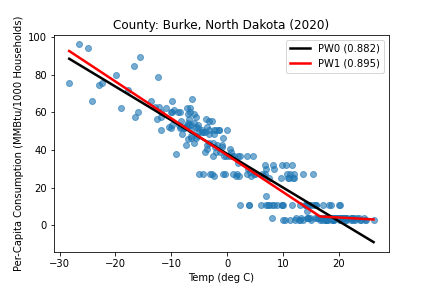 County: Burke, North Dakota (2020)
Per-Capita Consumption (MMBtu/1000 Households)
100
80
60
40
20
0
PW0 (0.882)
PW1 (0.895)
−30 −20 −10 0 10 20
Temp (deg C)